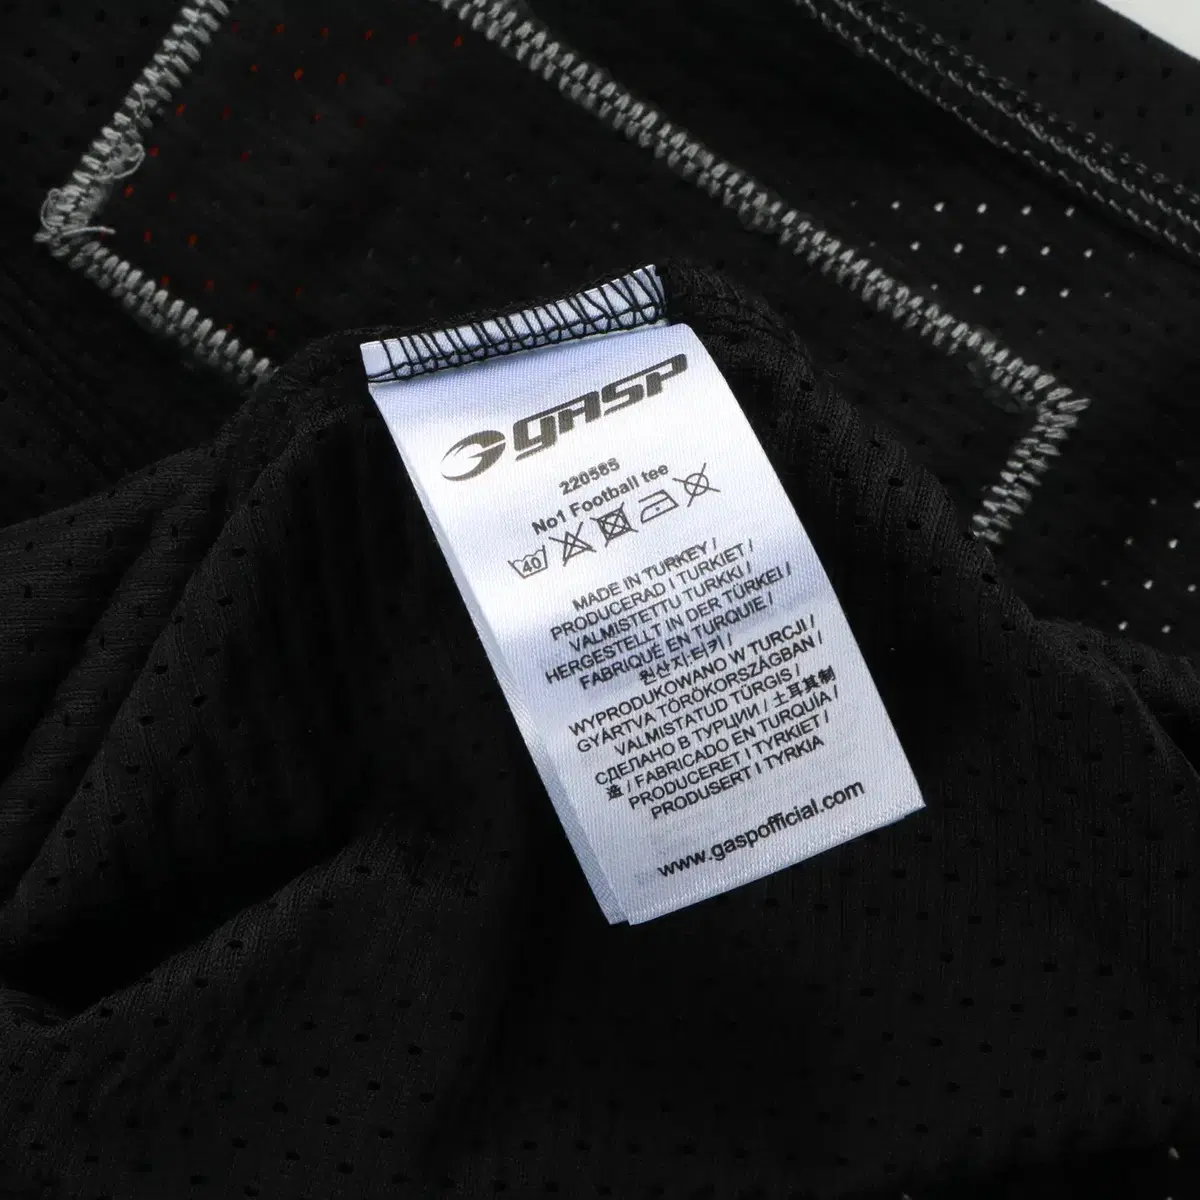 GASP
220585
No1 Football tee
40
MADE IN TURKEY /
PRODUCERAD I TURKIET /
VALMISTETTU TURKKI /
HERGESTELLT IN DER TÜRKEI /
FABRIQUÉ EN TURQUIE /
원산지:터키 /
WYPRODUKOWANO W TURCJI /
GYÁRTVA TÖRÖKORSZÁGBAN /
VALMISTATUD TÜRGIS /
СДЕЛАНО В ТУРЦИИ / 土耳其制
造 / FABRICADO EN TURQUÍA /
PRODUCERET I TYRKIET /
PRODUSERT I TYRKIA
www.gaspofficial.com